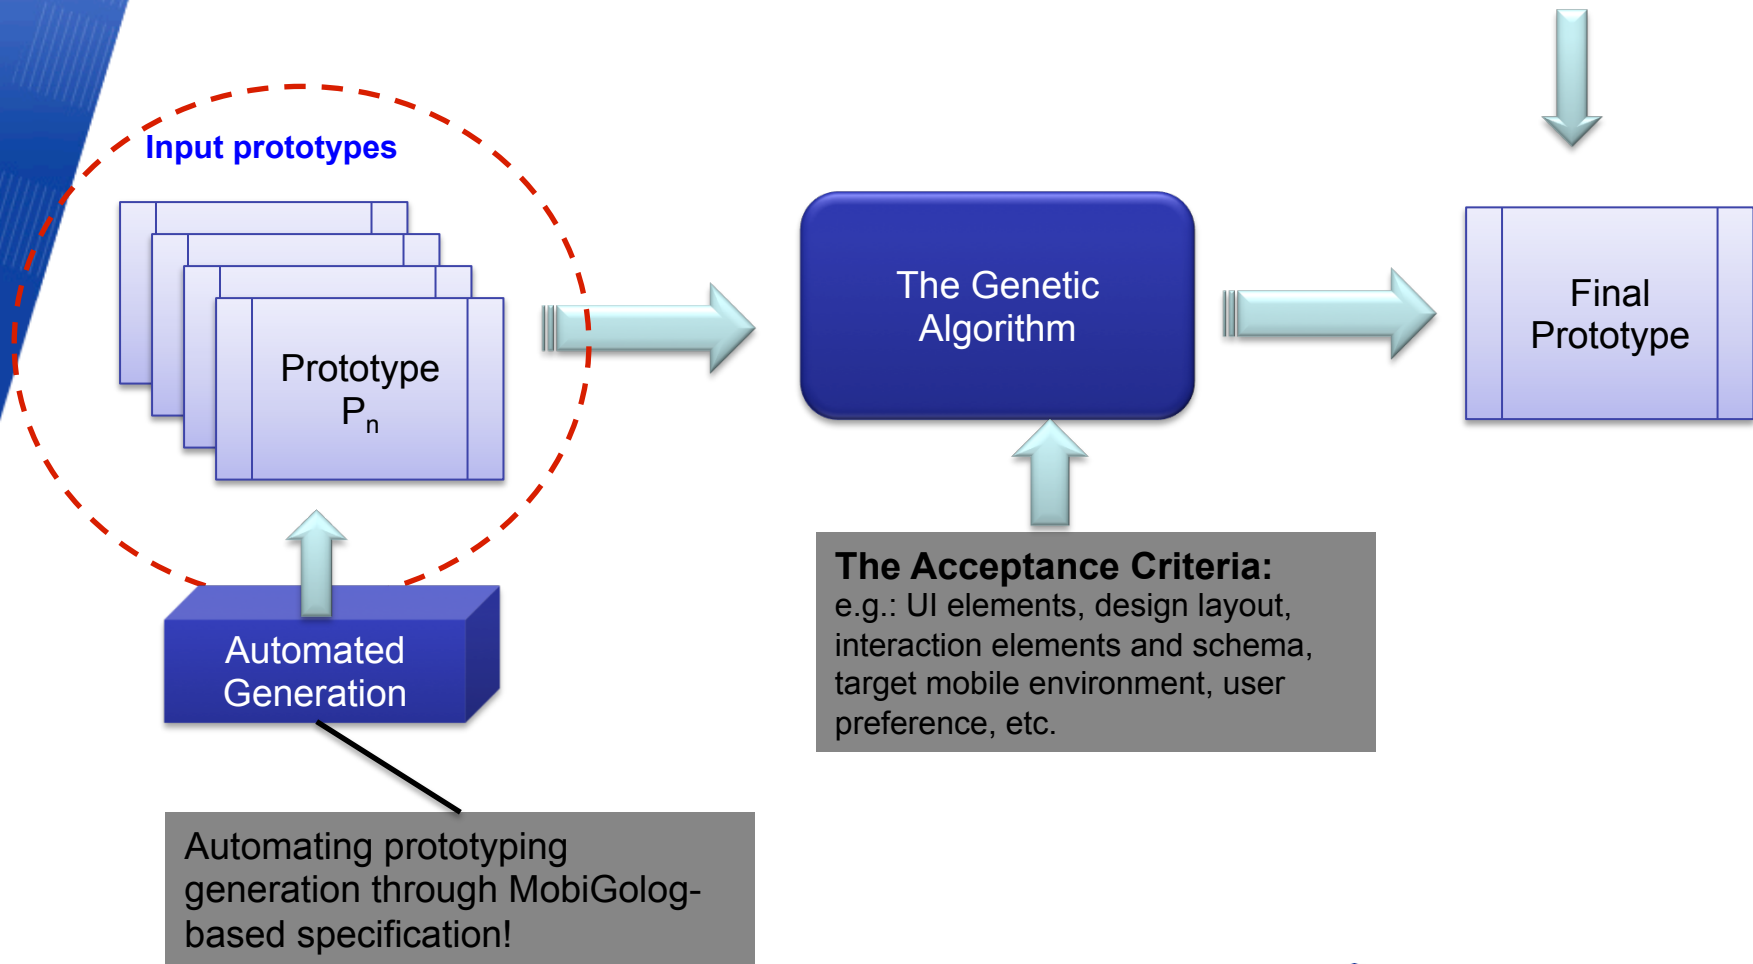 Input prototypes
Prototype
Pn
The Genetic
Algorithm
Final
Prototype
Automated
Generation
The Acceptance Criteria:
e.g.: UI elements, design layout,
interaction elements and schema,
target mobile environment, user
preference, etc.
Automating prototyping
generation through MobiGolog-
based specification!